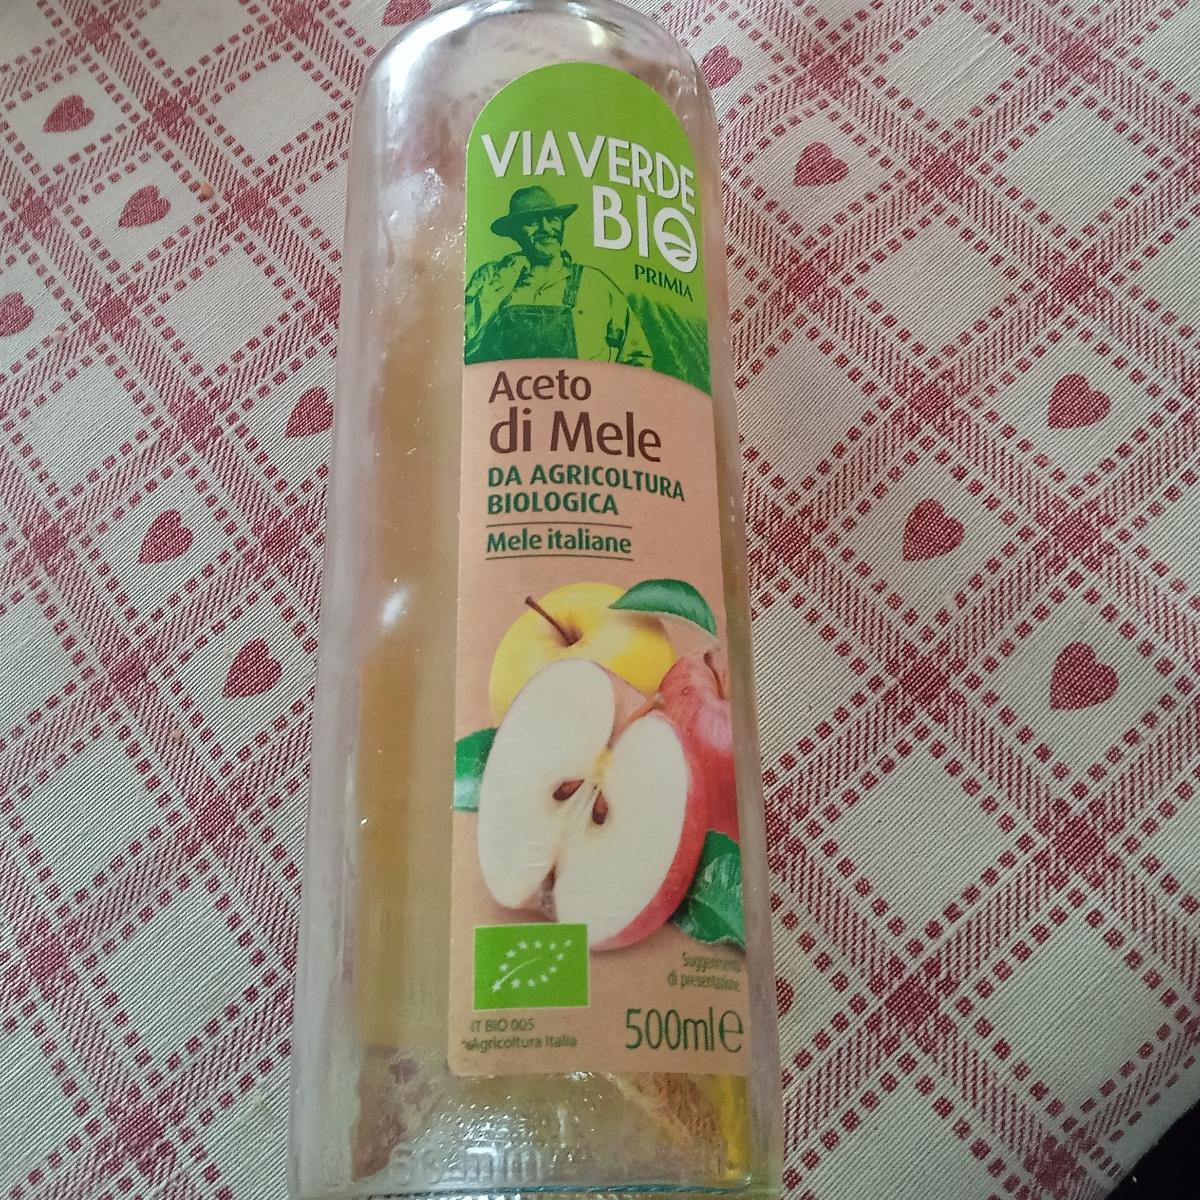 VIA VERDE
BIO
PRIMIA
Aceto
di Mele
DA AGRICOLTURA
BIOLOGICA
Mele italiane
Suggerimento
di presentazione
IT BIO 005
Agricoltura Italia
500ml e